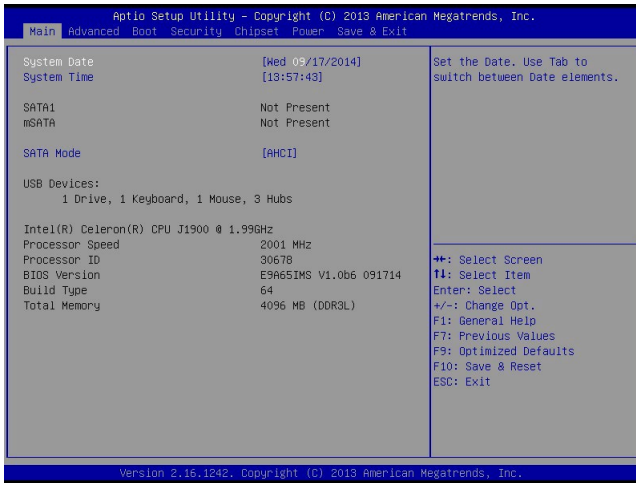 Aptio Setup Utility – Copyright (C) 2013 American Megatrends, Inc.
Main Advanced Boot Security Chipset Power Save & Exit
System Date [Wed 09/17/2014]
System Time [13:57:43]
SATA1 Not Present
mSATA Not Present
SATA Mode [AHCI]
USB Devices:
1 Drive, 1 Keyboard, 1 Mouse, 3 Hubs
Intel(R) Celeron(R) CPU J1900 @ 1.99GHz
Processor Speed 2001 MHz
Processor ID 30678
BIOS Version E9A65IMS V1.0b6 091714
Build Type 64
Total Memory 4096 MB (DDR3L)
Set the Date. Use Tab to
switch between Date elements.
→←: Select Screen
↑↓: Select Item
Enter: Select
+/-: Change Opt.
F1: General Help
F7: Previous Values
F9: Optimized Defaults
F10: Save & Reset
ESC: Exit
Version 2.16.1242. Copyright (C) 2013 American Megatrends, Inc.